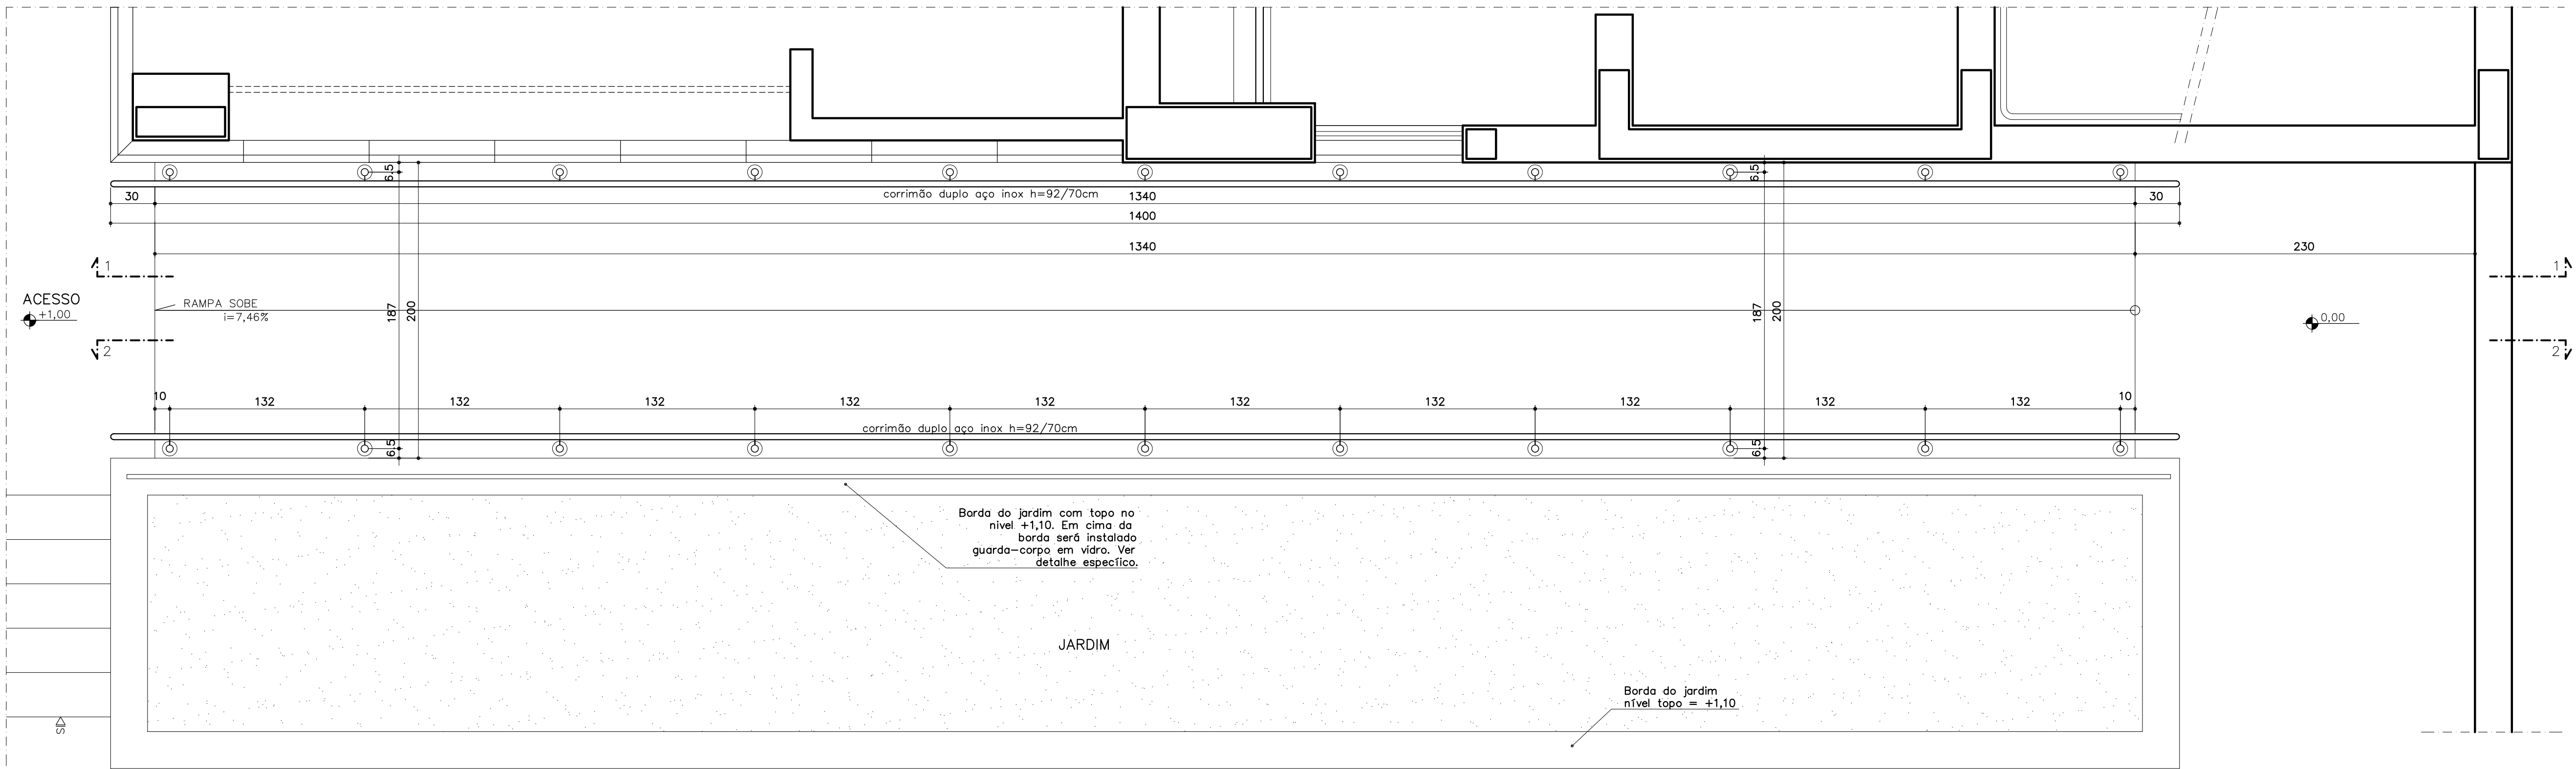 6.5
6.5
corrimão duplo aço inox h=92/70cm
30
1340
30
1400
1340
230
1
1
ACESSO
+1,00
RAMPA SOBE
i=7,46%
187
200
187
200
0,00
2
2
10
132
132
132
132
132
132
132
132
132
132
10
corrimão duplo aço inox h=92/70cm
6.5
6.5
Borda do jardim com topo no
nivel +1,10. Em cima da
borda será instalado
guarda-corpo em vidro. Ver
detalhe específico.
JARDIM
Borda do jardim
nível topo = +1,10
S